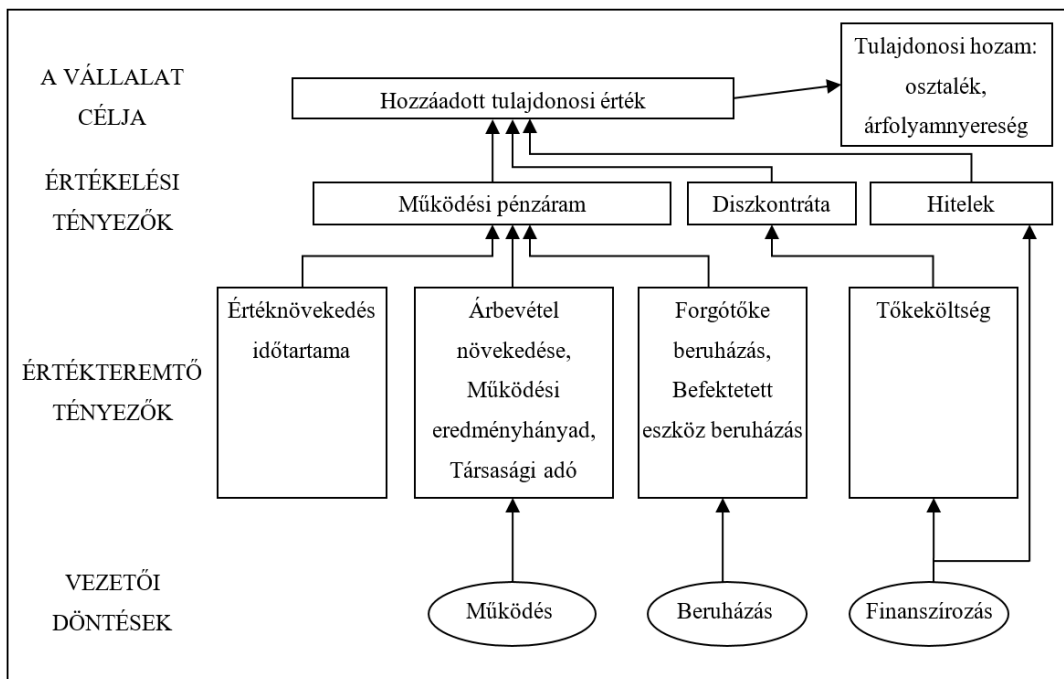 A VÁLLALAT
CÉLJA
Hozzáadott tulajdonosi érték
Tulajdonosi hozam:
osztalék,
árfolyamnyereség
ÉRTÉKELÉSI
TÉNYEZŐK
Működési pénzáram
Diszkontráta
Hitelek
ÉRTÉKTEREMTŐ
TÉNYEZŐK
Értéknövekedés
időtartama
Árbevétel
növekedése,
Működési
eredményhányad,
Társasági adó
Forgótőke
beruházás,
Befektetett
eszköz beruházás
Tőkeköltség
VEZETŐI
DÖNTÉSEK
Működés
Beruházás
Finanszírozás